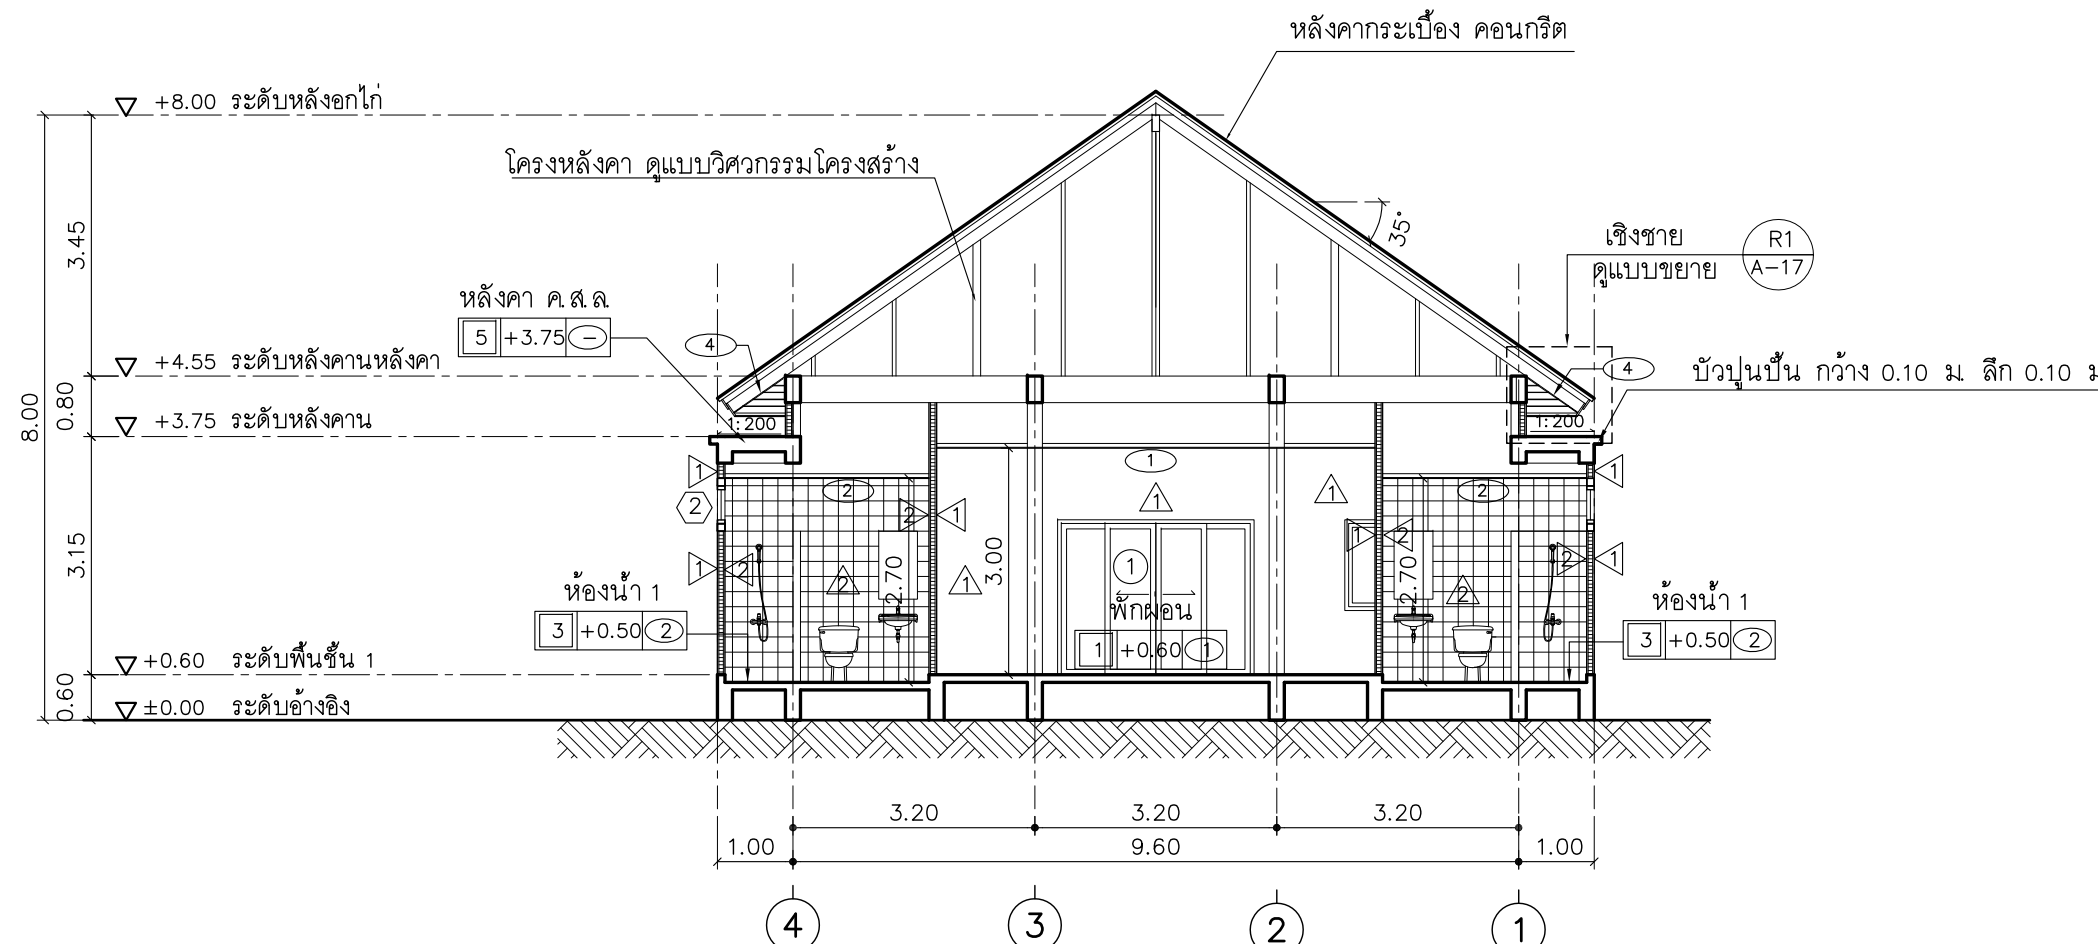 หลังคากระเบื้อง คอนกรีต
+8.00 ระดับหลังอกไก่
โครงหลังคา ดูแบบวิศวกรรมโครงสร้าง
35°
3.45
เชิงชาย
ดูแบบขยาย
R1
A-17
หลังคา ค.ส.ล.
5 +3.75 -
4
+4.55 ระดับหลังคานหลังคา
4
บัวปูนปั้น กว้าง 0.10 ม. ลึก 0.10 ม
8.00
0.80
+3.75 ระดับหลังคาน
1:200
1:200
1
1
1
2
2
1
1
2
2
1
1
2
3.15
3.00
1
1
1
2
2
2.70
2
1
2.70
2
2
1
ห้องน้ำ 1
3 +0.50 2
พักผ่อน
1 +0.60 1
ห้องน้ำ 1
3 +0.50 2
+0.60 ระดับพื้นชั้น 1
0.60
±0.00 ระดับอ้างอิง
3.20 3.20 3.20
1.00 9.60 1.00
4 3 2 1